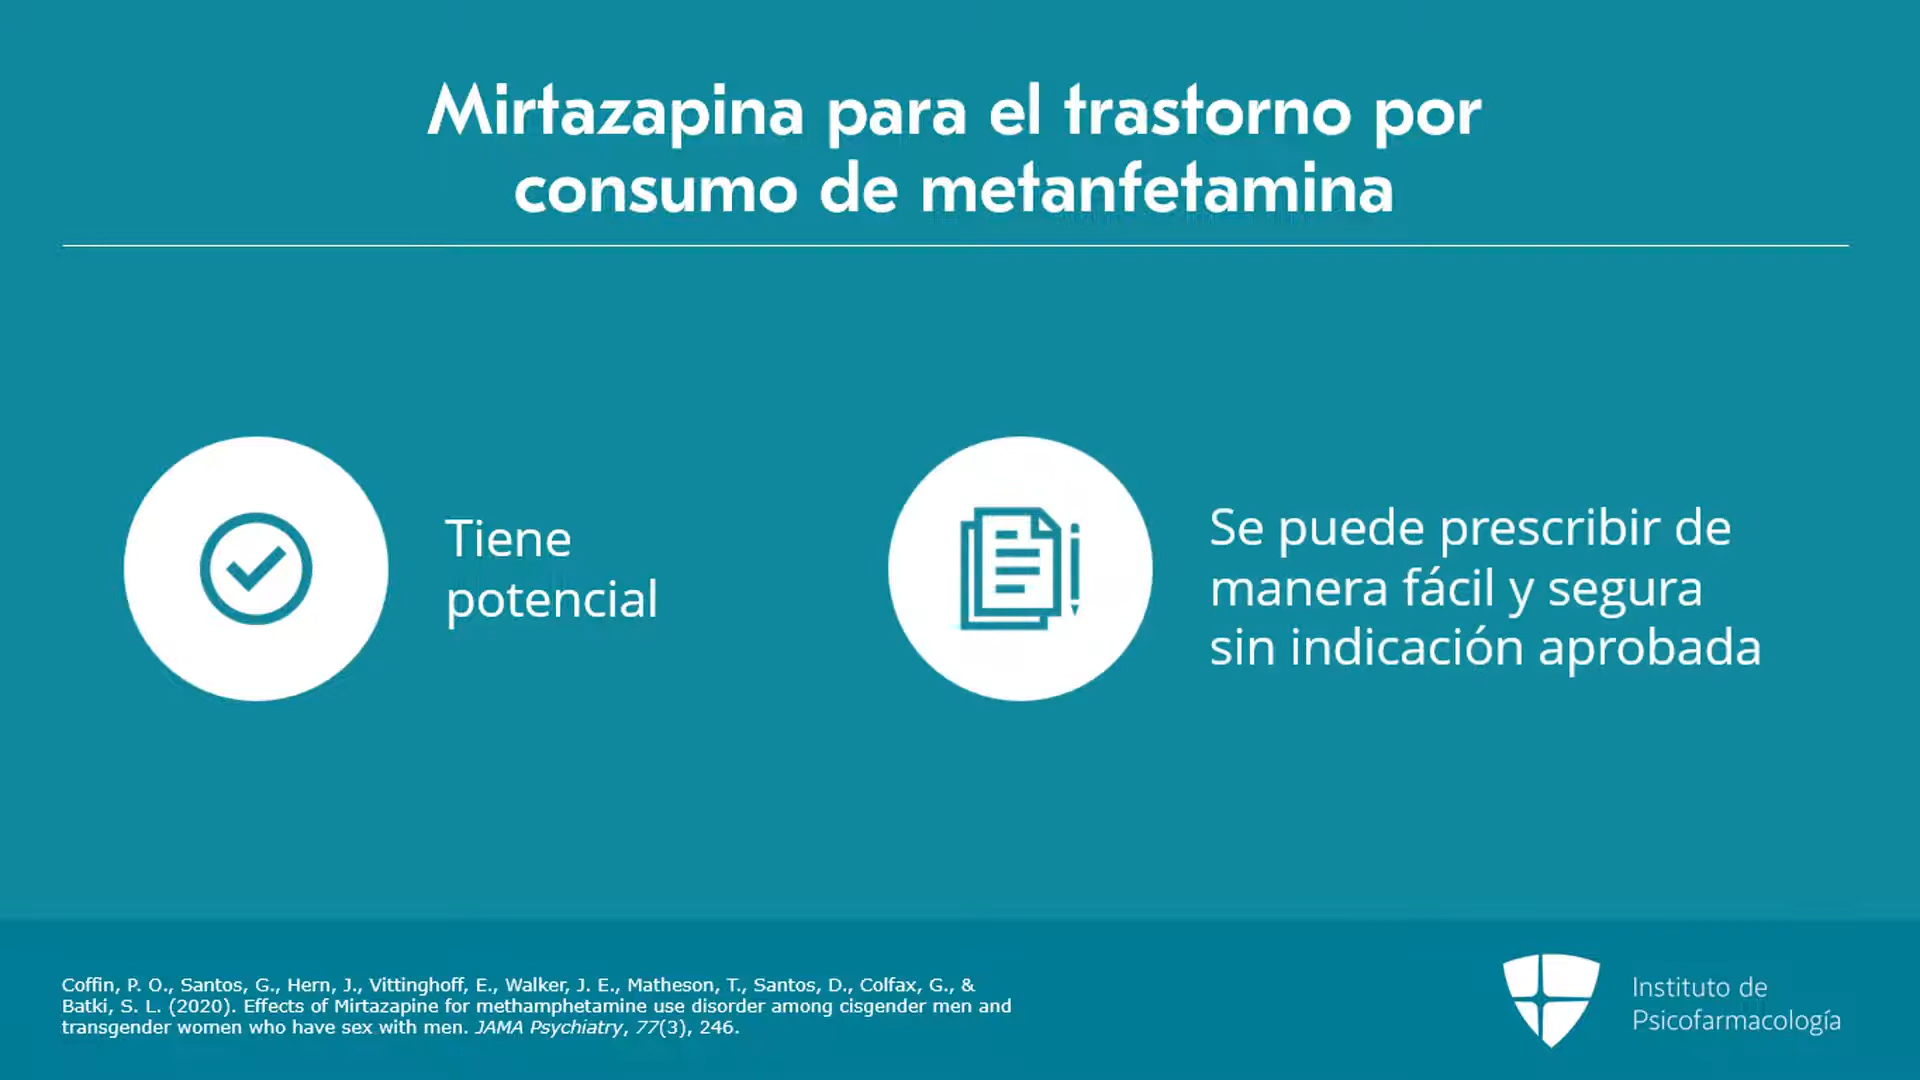 Mirtazapina para el trastorno por
consumo de metanfetamina
Tiene
potencial
Se puede prescribir de
manera fácil y segura
sin indicación aprobada
Coffin, P. O., Santos, G., Hern, J., Vittinghoff, E., Walker, J. E., Matheson, T., Santos, D., Colfax, G., &
Batki, S. L. (2020). Effects of Mirtazapine for methamphetamine use disorder among cisgender men and
transgender women who have sex with men. JAMA Psychiatry, 77(3), 246.
Instituto de
Psicofarmacología